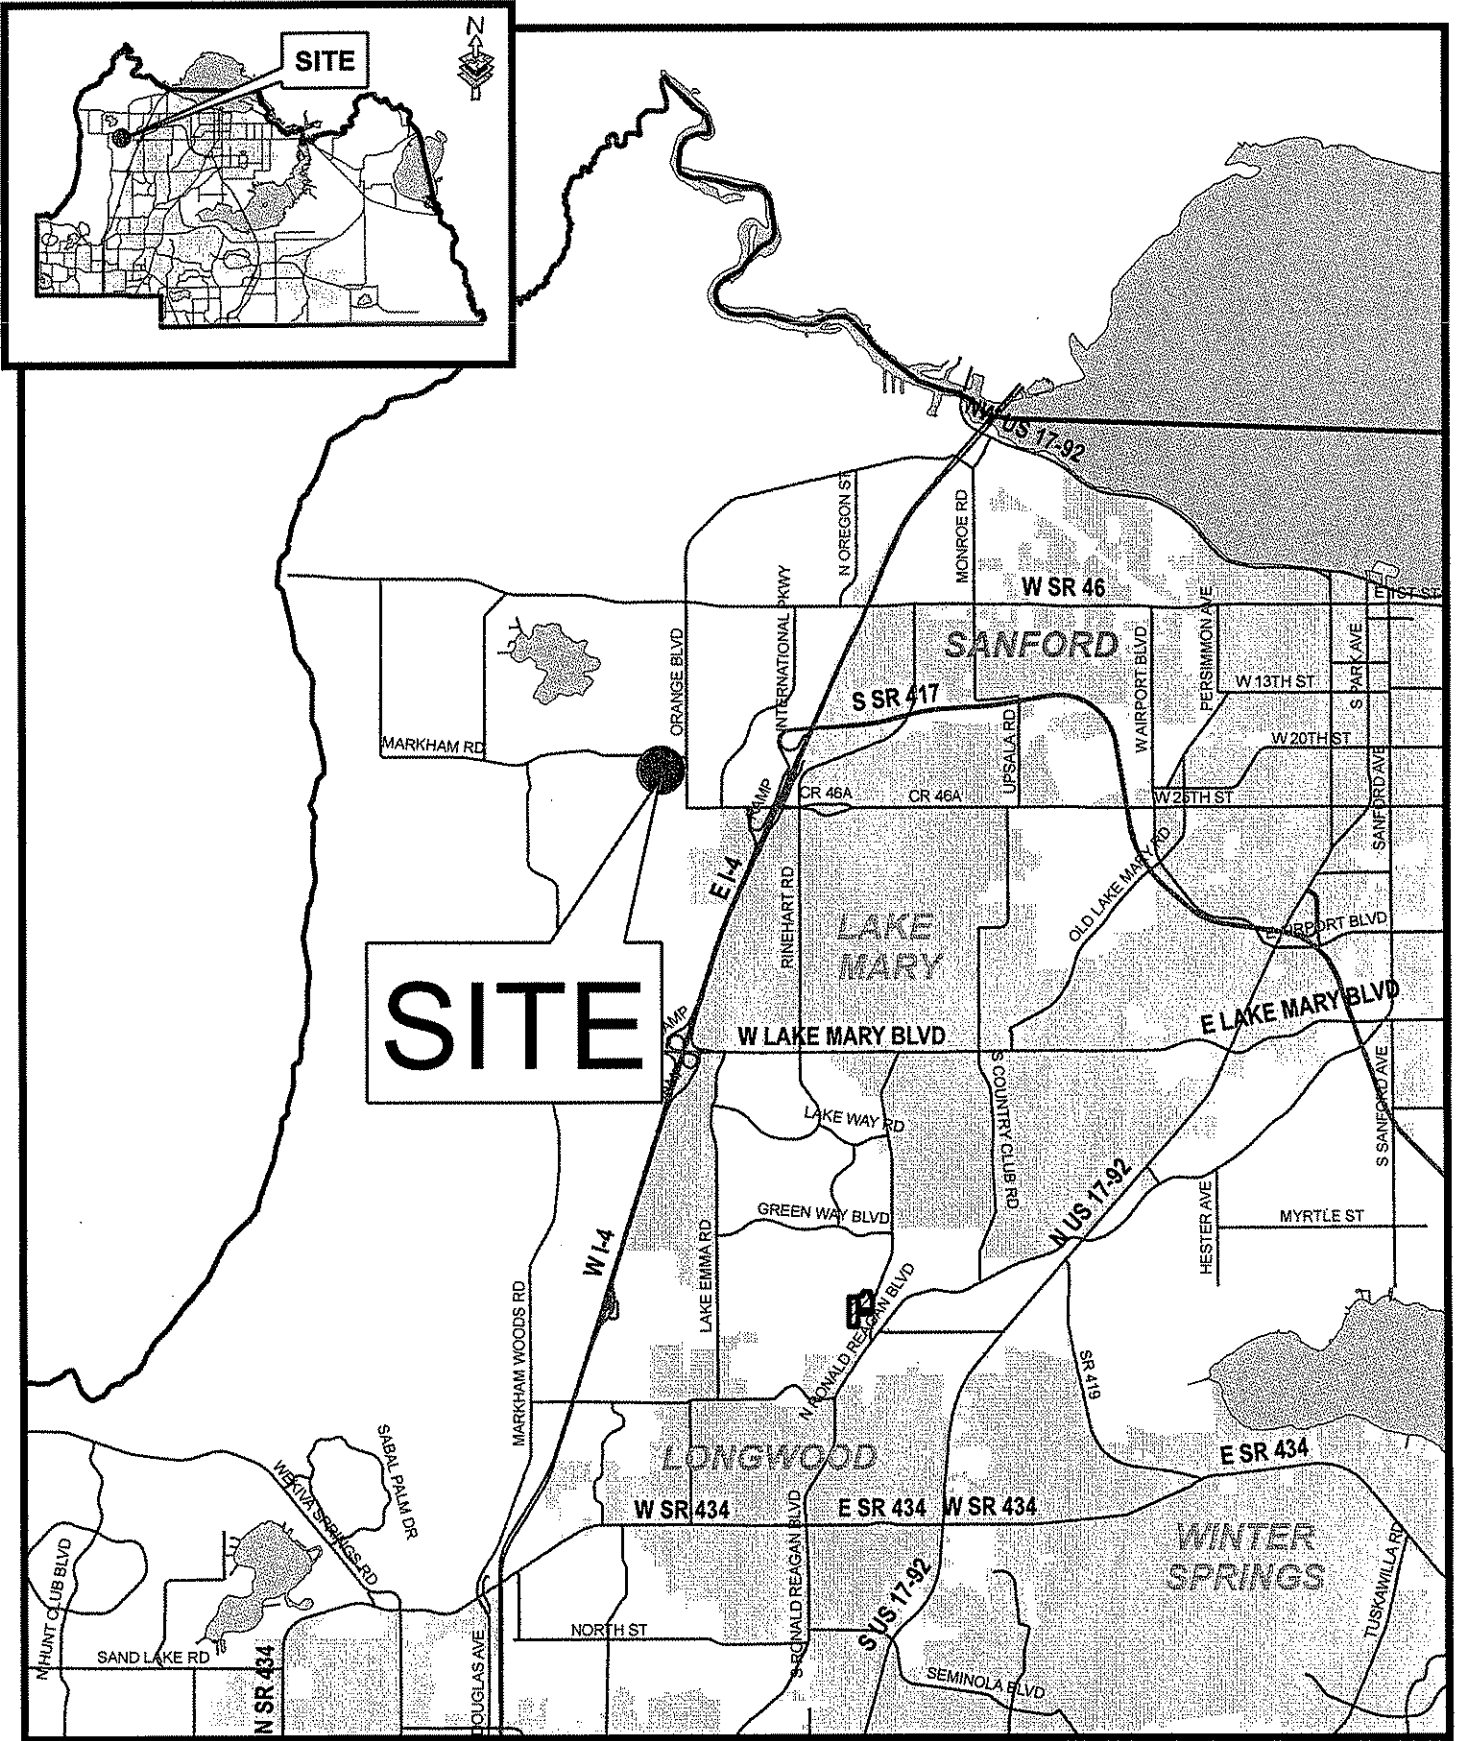 N
SITE
NW US 17-92
N OREGON ST
MONROE RD
W SR 46
E 1ST ST
INTERNATIONAL PKWY
SANFORD
ORANGE BLVD
W AIRPORT BLVD
PERSIMMON AVE
S PARK AVE
W 13TH ST
S SR 417
UPSALA RD
MARKHAM RD
W 20TH ST
SANFORD AVE
RAMP
CR 46A
CR 46A
W 25TH ST
E I-4
RINEHART RD
OLD LAKE MARY RD
LAKE
MARY
E AIRPORT BLVD
SITE
AMP
W LAKE MARY BLVD
E LAKE MARY BLVD
S COUNTRY CLUB RD
S SANFORD AVE
LAKE WAY RD
N US 17-92
HESTER AVE
GREEN WAY BLVD
MYRTLE ST
W I-4
LAKE EMMA RD
MARKHAM WOODS RD
N RONALD REAGAN BLVD
SR 419
SABAL PALM DR
WEKIVA SPRINGS RD
LONGWOOD
E SR 434
W SR 434
E SR 434
W SR 434
WINTER
SPRINGS
N HUNT CLUB BLVD
S RONALD REAGAN BLVD
S US 17-92
TUSKAWILLA RD
NORTH ST
SAND LAKE RD
N SR 434
DOUGLAS AVE
SEMINOLA BLVD